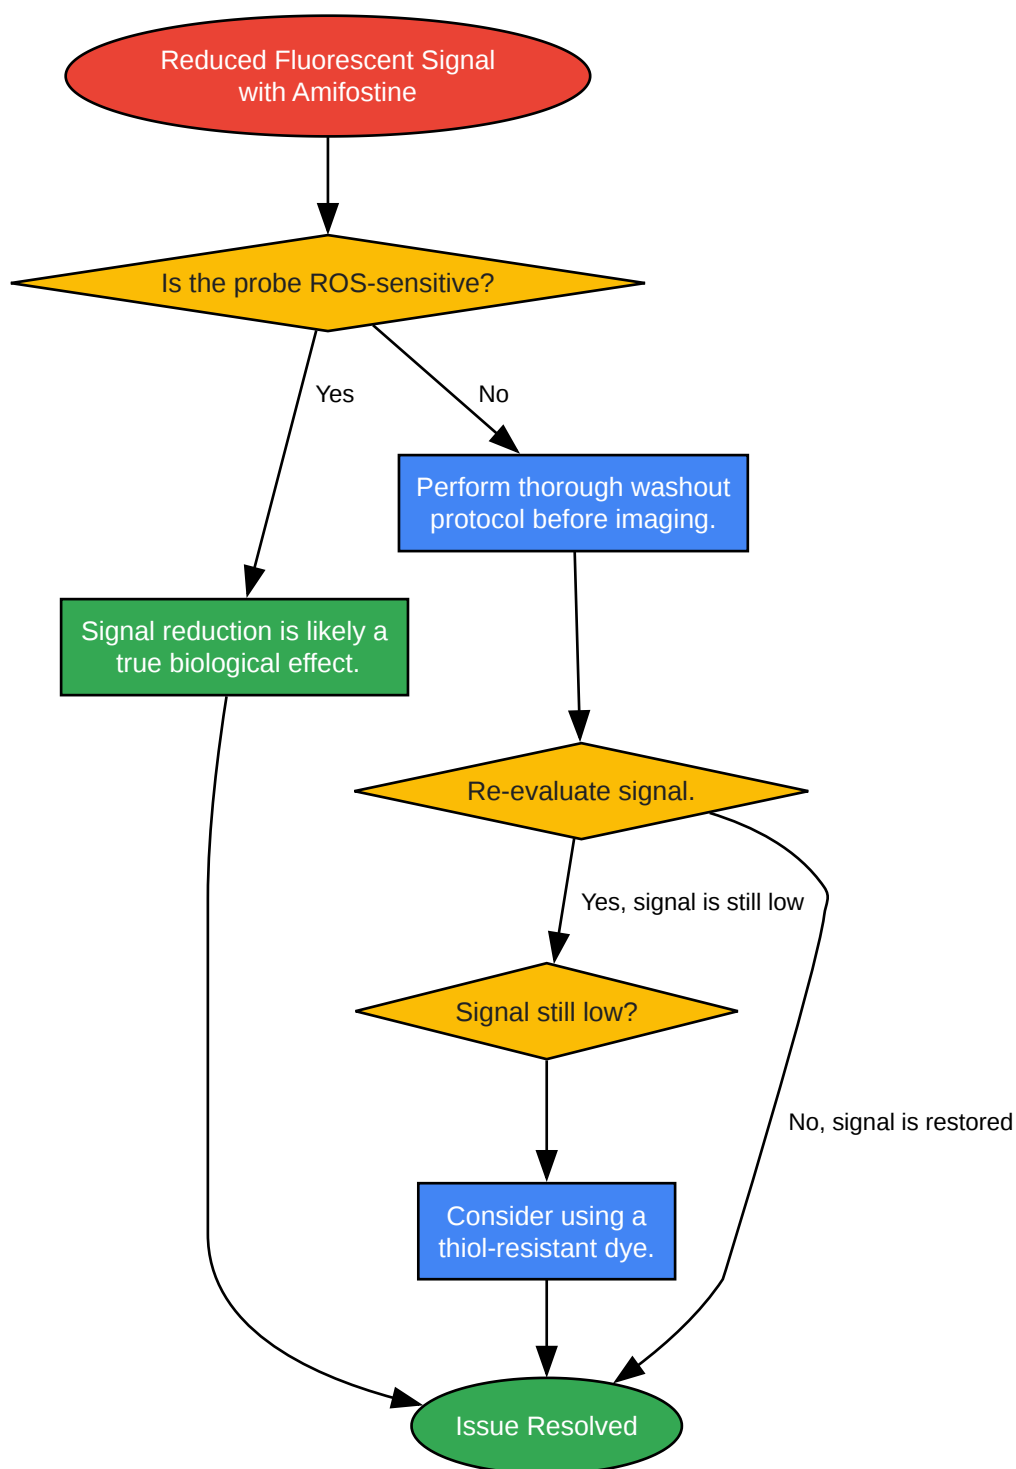 Reduced Fluorescent Signal
with Amifostine
Is the probe ROS-sensitive?
Yes
No
Perform thorough washout
protocol before imaging.
Signal reduction is likely a
true biological effect.
Re-evaluate signal.
Yes, signal is still low
Signal still low?
No, signal is restored
Consider using a
thiol-resistant dye.
Issue Resolved